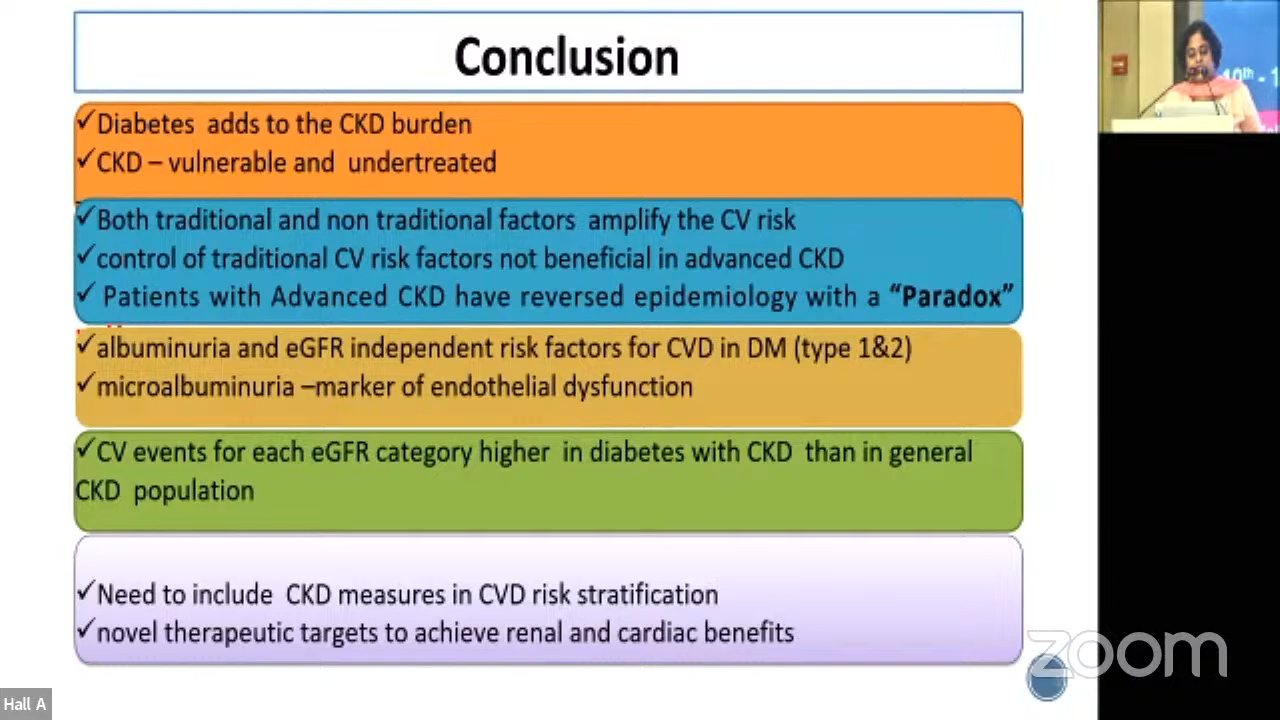 Conclusion
✓Diabetes adds to the CKD burden
✓CKD – vulnerable and undertreated
✓Both traditional and non traditional factors amplify the CV risk
✓control of traditional CV risk factors not beneficial in advanced CKD
✓ Patients with Advanced CKD have reversed epidemiology with a “Paradox”
✓albuminuria and eGFR independent risk factors for CVD in DM (type 1&2)
✓microalbuminuria –marker of endothelial dysfunction
✓CV events for each eGFR category higher in diabetes with CKD than in general
CKD population
✓Need to include CKD measures in CVD risk stratification
✓novel therapeutic targets to achieve renal and cardiac benefits
10th - 1
zoom
Hall A